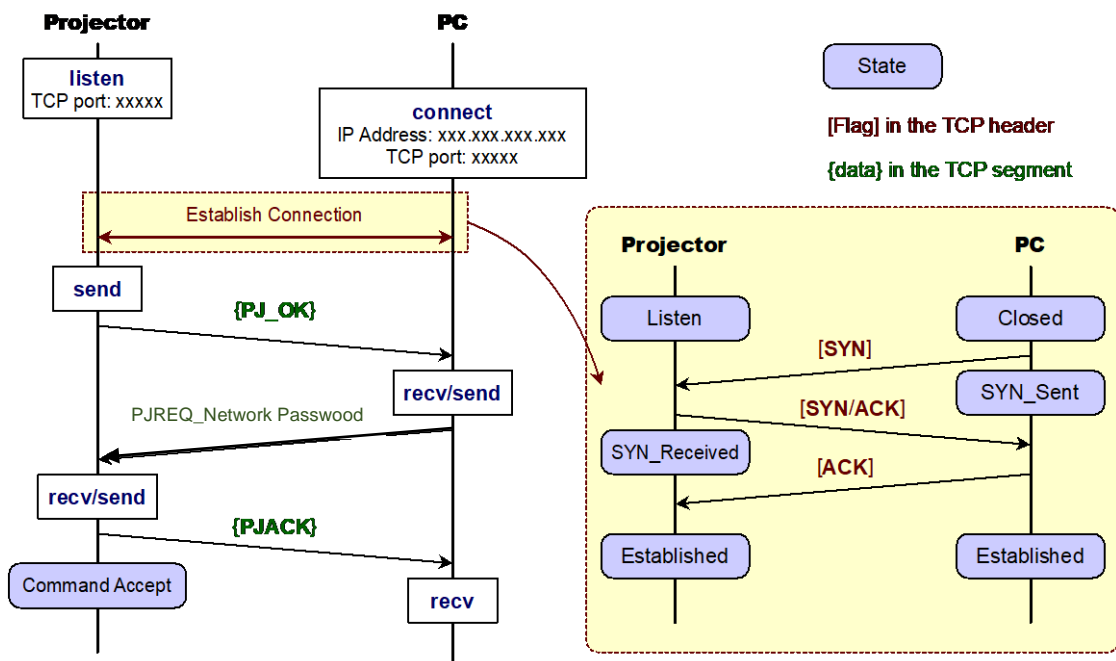 Projector
PC
listen
TCP port: xxxxx
connect
IP Address: xxx.xxx.xxx.xxx
TCP port: xxxxx
Establish Connection
send
{PJ_OK}
recv/send
PJREQ_Network Passwood
recv/send
{PJACK}
Command Accept
recv
State
[Flag] in the TCP header
{data} in the TCP segment
Projector
PC
Listen
Closed
[SYN]
SYN_Sent
[SYN/ACK]
SYN_Received
[ACK]
Established
Established